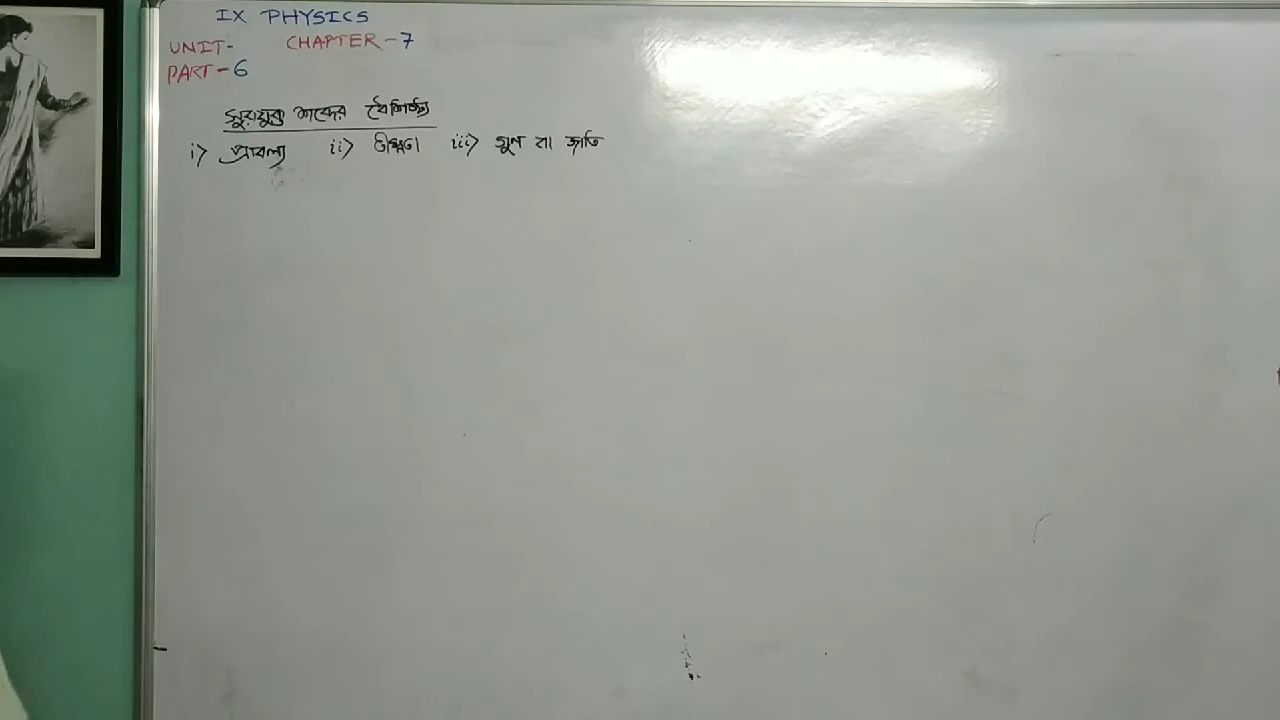 IX PHYSICS
UNIT- CHAPTER-7
PART-6
সুরযুক্ত শব্দের বৈশিষ্ট্য
i> প্রাবল্য ii> তীক্ষ্ণতা iii> গুণ বা জাতি